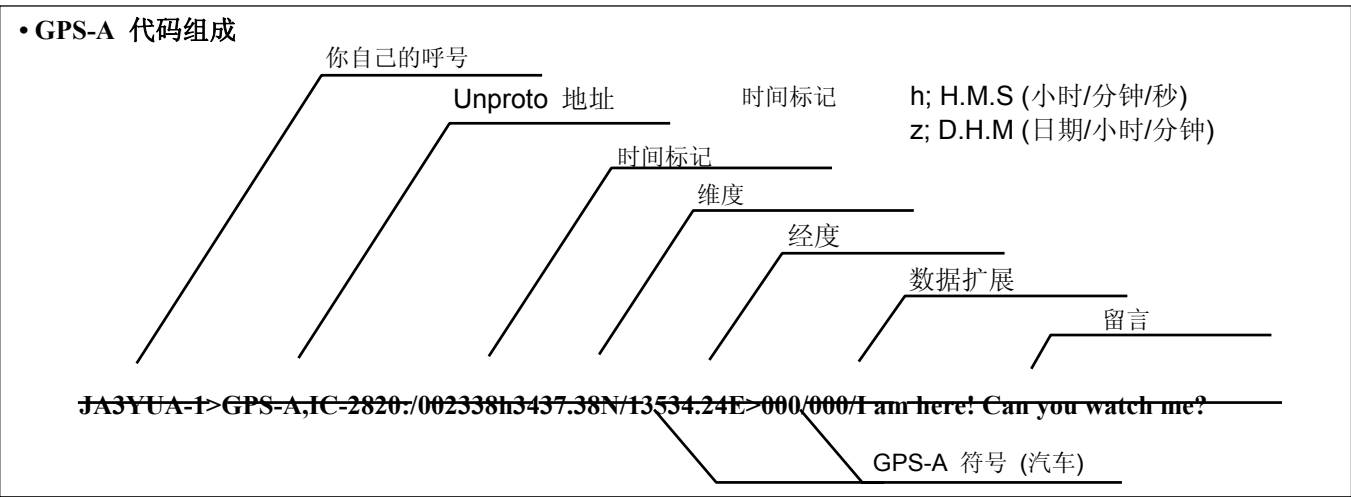 • GPS-A 代码组成
你自己的呼号
Unproto 地址
时间标记
h; H.M.S (小时/分钟/秒)
z; D.H.M (日期/小时/分钟)
时间标记
维度
经度
数据扩展
留言
JA3YUA-1>GPS-A,IC-2820:/002338h3437.38N/13534.24E>000/000/I am here! Can you watch me?
GPS-A 符号 (汽车)